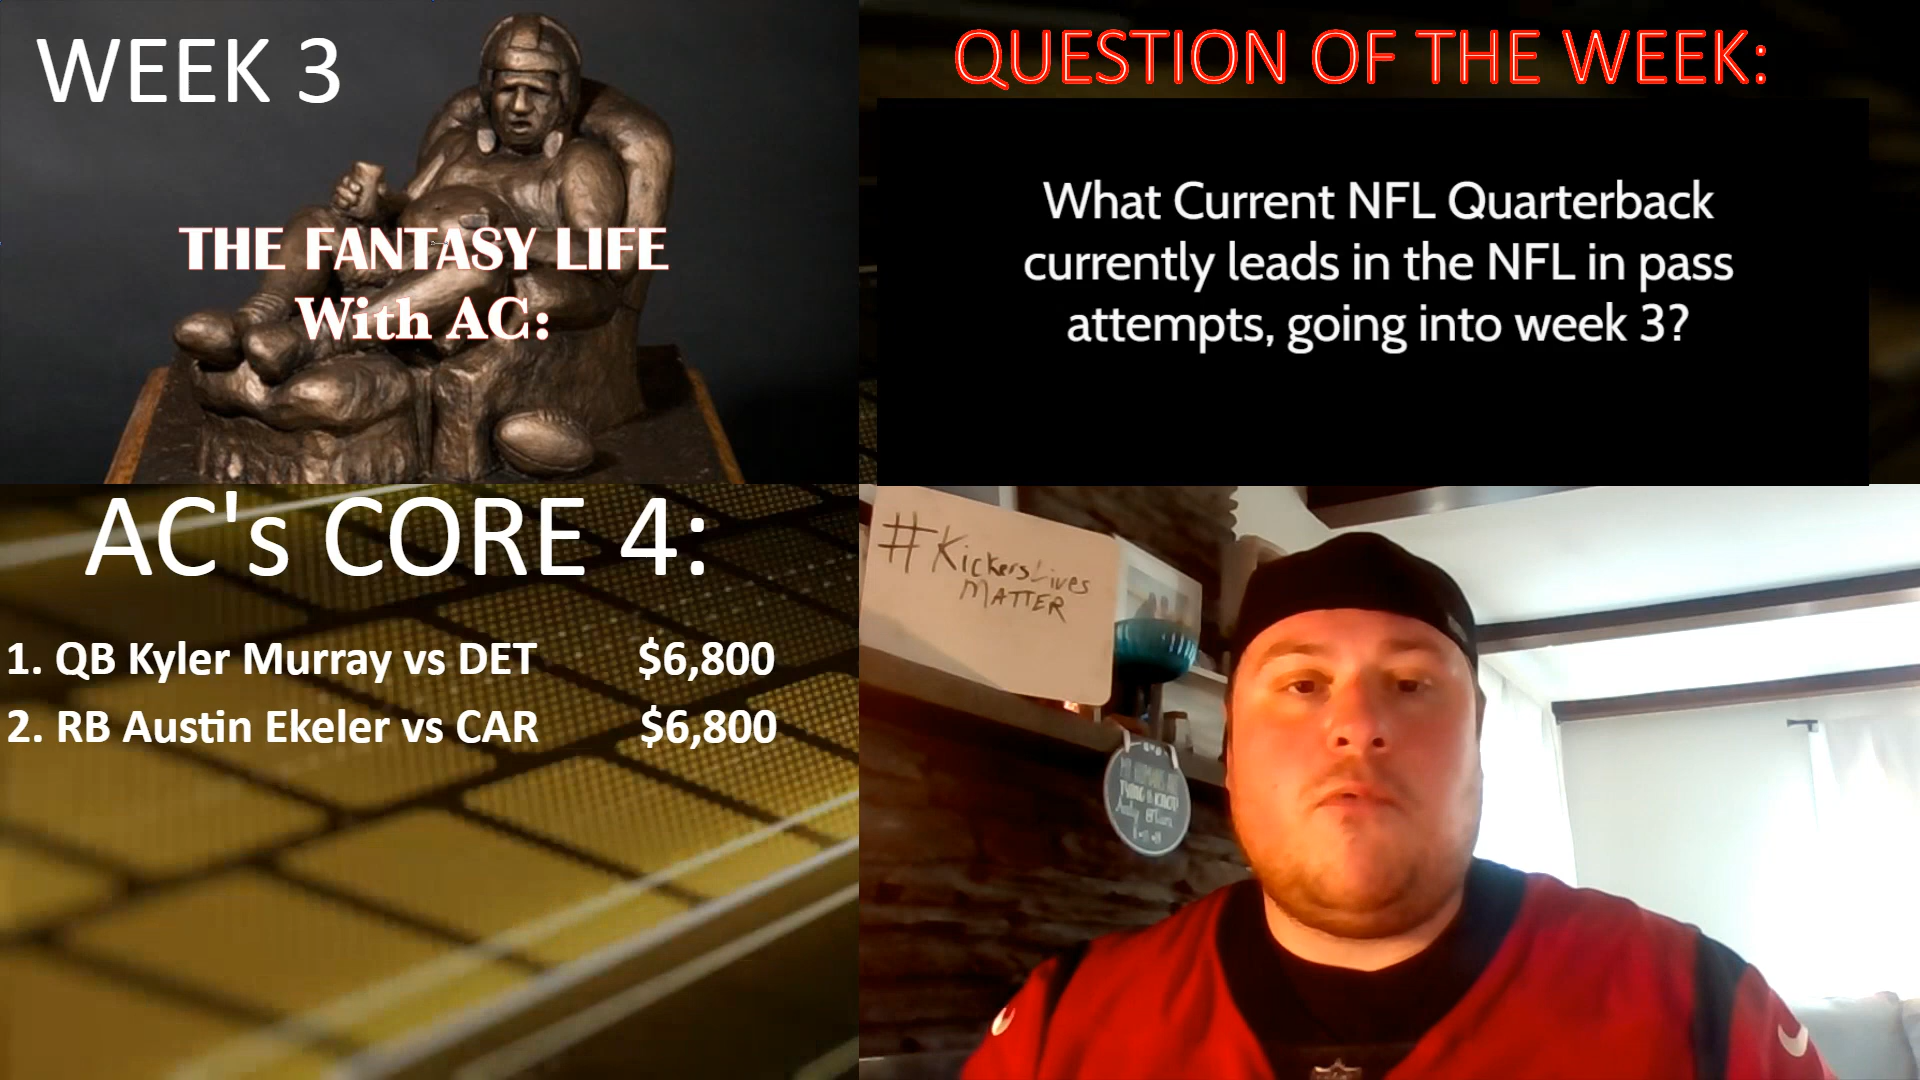 WEEK 3
THE FANTASY LIFE
With AC:
QUESTION OF THE WEEK:
What Current NFL Quarterback
currently leads in the NFL in pass
attempts, going into week 3?
AC's CORE 4:
1. QB Kyler Murray vs DET $6,800
2. RB Austin Ekeler vs CAR $6,800
#KickersLives
MATTER